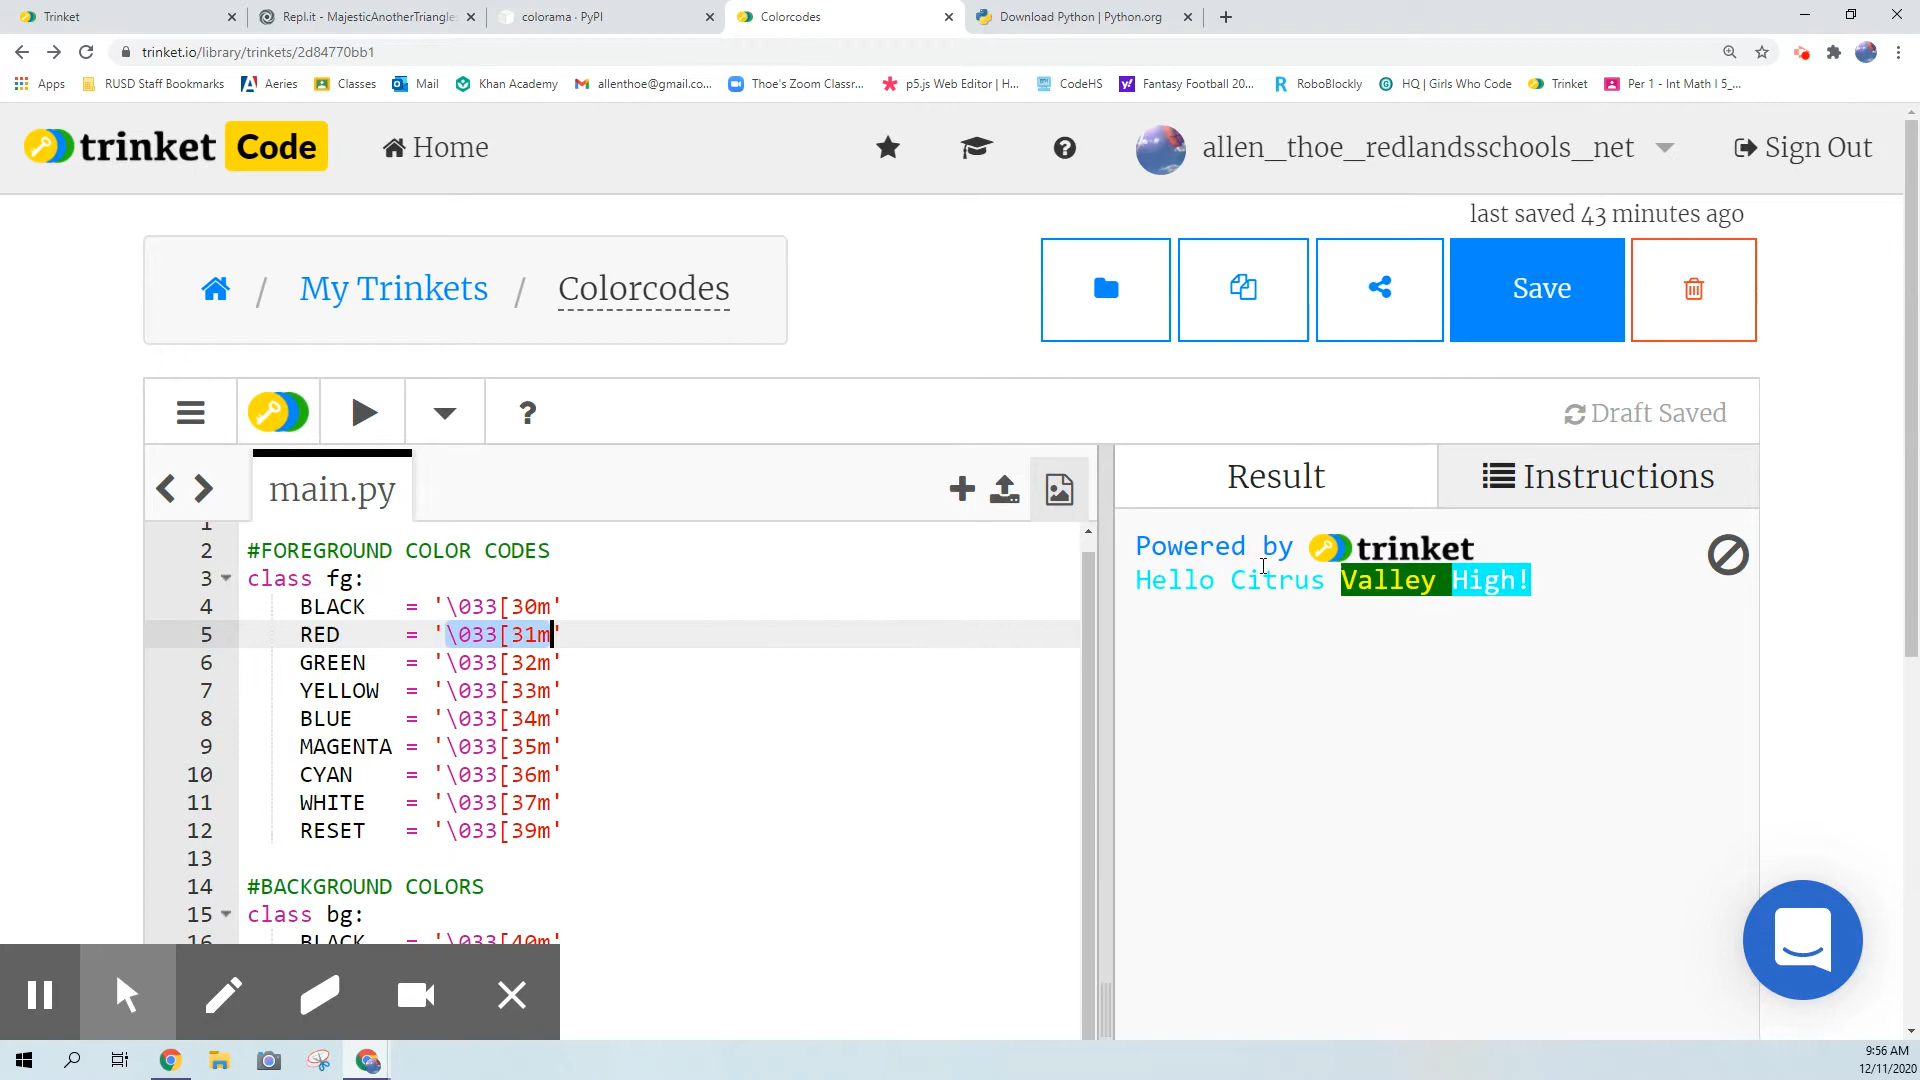 Trinket
Repl.it - MajesticAnotherTriangle
colorama · PyPI
Colorcodes
Download Python | Python.org
trinket.io/library/trinkets/2d84770bb1
Apps
RUSD Staff Bookmarks
Aeries
Classes
Mail
Khan Academy
allenthoe@gmail.co...
Thoe's Zoom Classr...
p5.js Web Editor | H...
CodeHS
Fantasy Football '20...
RoboBlockly
HQ | Girls Who Code
Trinket
Per 1 - Int Math I 5_...
trinket Code
Home
allen_thoe_redlandsschools_net
Sign Out
last saved 43 minutes ago
/ My Trinkets / Colorcodes
Save
?
Draft Saved
main.py
Result
Instructions
1
2 #FOREGROUND COLOR CODES
3 class fg:
4 BLACK = '\033[30m'
5 RED = '\033[31m'
6 GREEN = '\033[32m'
7 YELLOW = '\033[33m'
8 BLUE = '\033[34m'
9 MAGENTA = '\033[35m'
10 CYAN = '\033[36m'
11 WHITE = '\033[37m'
12 RESET = '\033[39m'
13
14 #BACKGROUND COLORS
15 class bg:
16 BLACK = '\033[40m'
Powered by trinket
Hello Citrus Valley High!
9:56 AM
12/11/2020